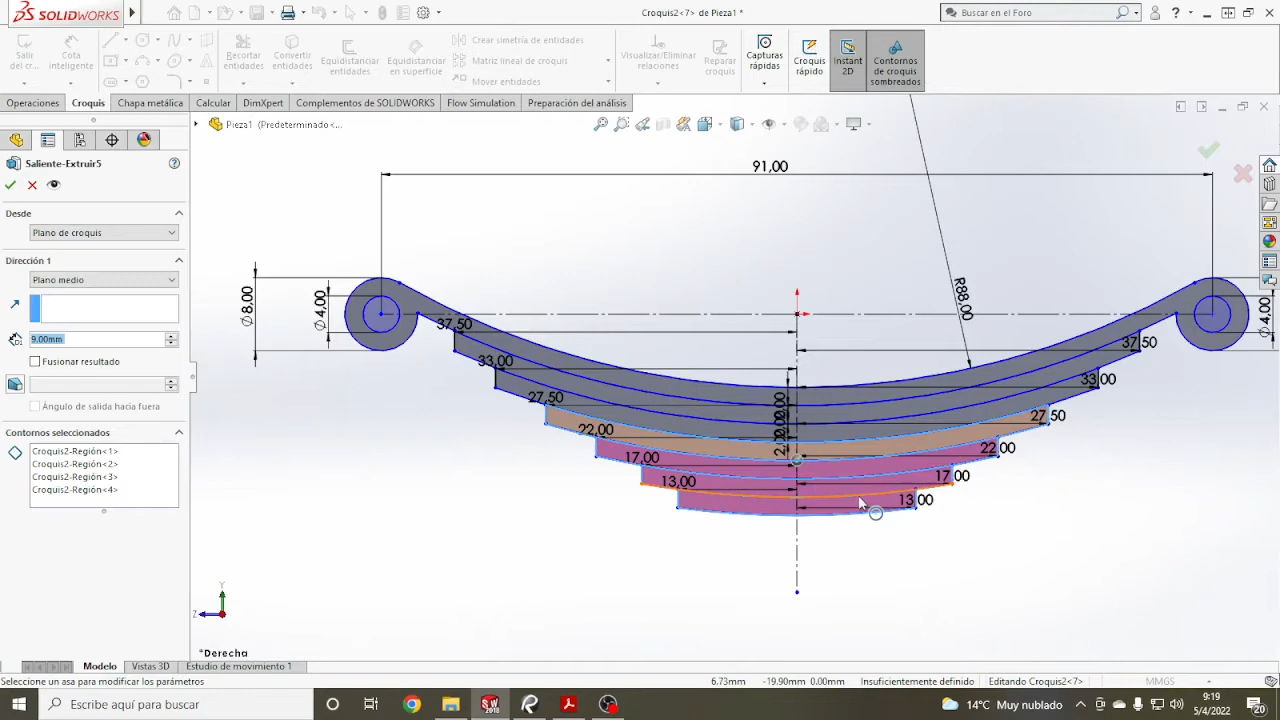 SOLIDWORKS
Croquis2<7> de Pieza1 *
Buscar en el Foro
Salir del cr...
Cota inteligente
Recortar entidades
Convertir entidades
Equidistanciar entidades
Equidistanciar en superficie
Crear simetría de entidades
Matriz lineal de croquis
Mover entidades
Visualizar/Eliminar relaciones
Reparar croquis
Capturas rápidas
Croquis rápido
Instant 2D
Contornos de croquis sombreados
Operaciones
Croquis
Chapa metálica
Calcular
DimXpert
Complementos de SOLIDWORKS
Flow Simulation
Preparación del análisis
Pieza1 (Predeterminado <...
Saliente-Extruir5
Desde
Plano de croquis
Dirección 1
Plano medio
9.00mm
Fusionar resultado
Ángulo de salida hacia fuera
Contornos seleccionados
Croquis2-Región<1>
Croquis2-Región<2>
Croquis2-Región<3>
Croquis2-Región<4>
91,00
R88,00
∅ 8,00
∅ 4,00
∅ 4,00
37,50
37,50
33,00
33,00
27,50
27,50
22,00
22,00
17,00
17,00
13,00
13,00
Y
Z
*Derecha
Modelo
Vistas 3D
Estudio de movimiento 1
Seleccione un asa para modificar los parámetros
6.73mm
-19.90mm
0.00mm
Insuficientemente definido
Editando Croquis2<7>
MMGS
Escribe aquí para buscar
14°C Muy nublado
9:19
5/4/2022
20